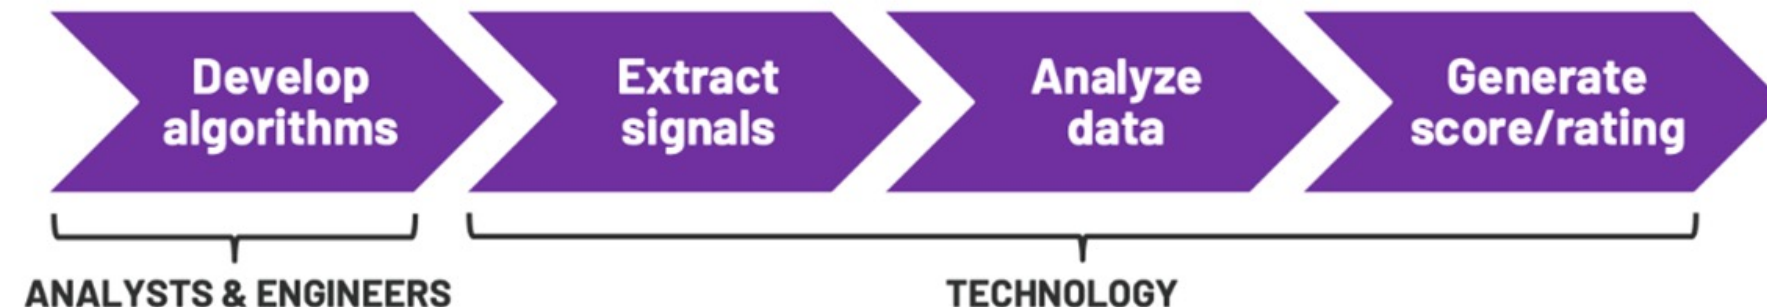 Develop
algorithms
Extract
signals
Analyze
data
Generate
score/rating
ANALYSTS & ENGINEERS
TECHNOLOGY